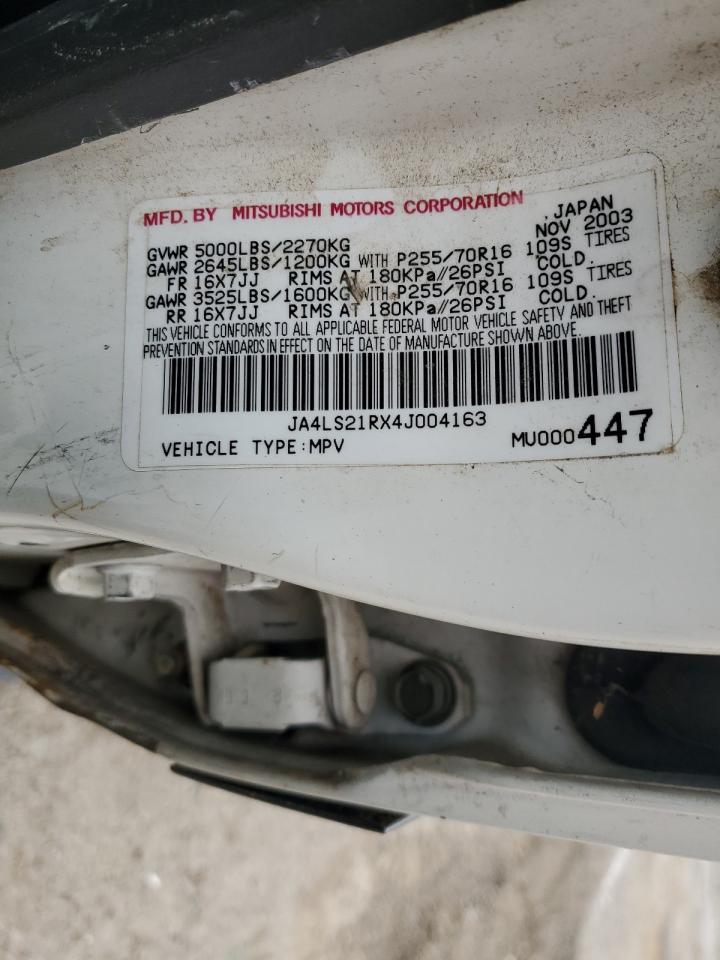 MFD. BY MITSUBISHI MOTORS CORPORATION
JAPAN
NOV 2003
GVWR 5000LBS/2270KG
GAWR 2645LBS/1200KG WITH P255/70R16 109S TIRES
FR 16X7JJ RIMS AT 180KPa//26PSI COLD.
GAWR 3525LBS/1600KG WITH P255/70R16 109S TIRES
RR 16X7JJ RIMS AT 180KPa//26PSI COLD.
THIS VEHICLE CONFORMS TO ALL APPLICABLE FEDERAL MOTOR VEHICLE SAFETY AND THEFT
PREVENTION STANDARDS IN EFFECT ON THE DATE OF MANUFACTURE SHOWN ABOVE.
JA4LS21RX4J004163
VEHICLE TYPE:MPV MU000447